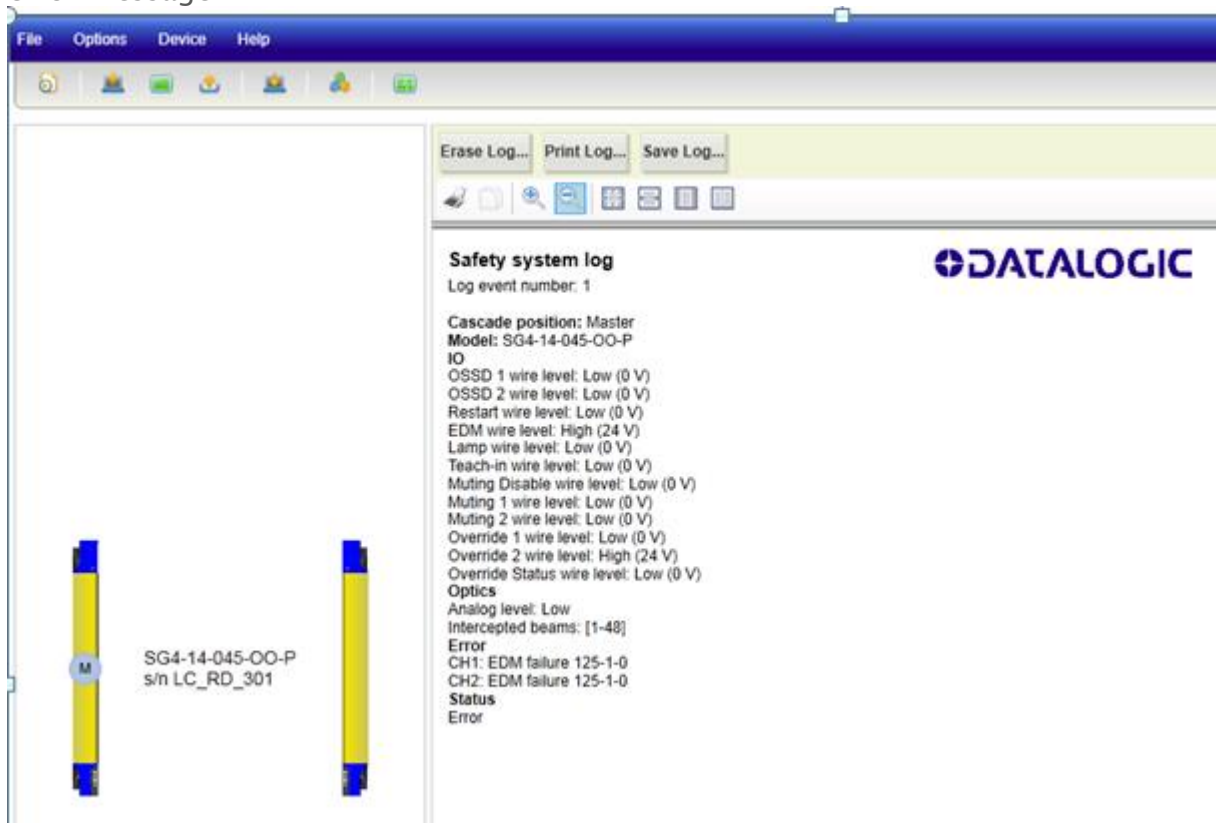 File Options Device Help
Erase Log... Print Log... Save Log...
Safety system log
DATALOGIC
Log event number: 1
Cascade position: Master
Model: SG4-14-045-OO-P
IO
OSSD 1 wire level: Low (0 V)
OSSD 2 wire level: Low (0 V)
Restart wire level: Low (0 V)
EDM wire level: High (24 V)
Lamp wire level: Low (0 V)
Teach-in wire level: Low (0 V)
Muting Disable wire level: Low (0 V)
Muting 1 wire level: Low (0 V)
Muting 2 wire level: Low (0 V)
Override 1 wire level: Low (0 V)
Override 2 wire level: High (24 V)
Override Status wire level: Low (0 V)
Optics
Analog level: Low
Intercepted beams: [1-48]
Error
CH1: EDM failure 125-1-0
CH2: EDM failure 125-1-0
Status
Error
M
SG4-14-045-OO-P
s/n LC_RD_301